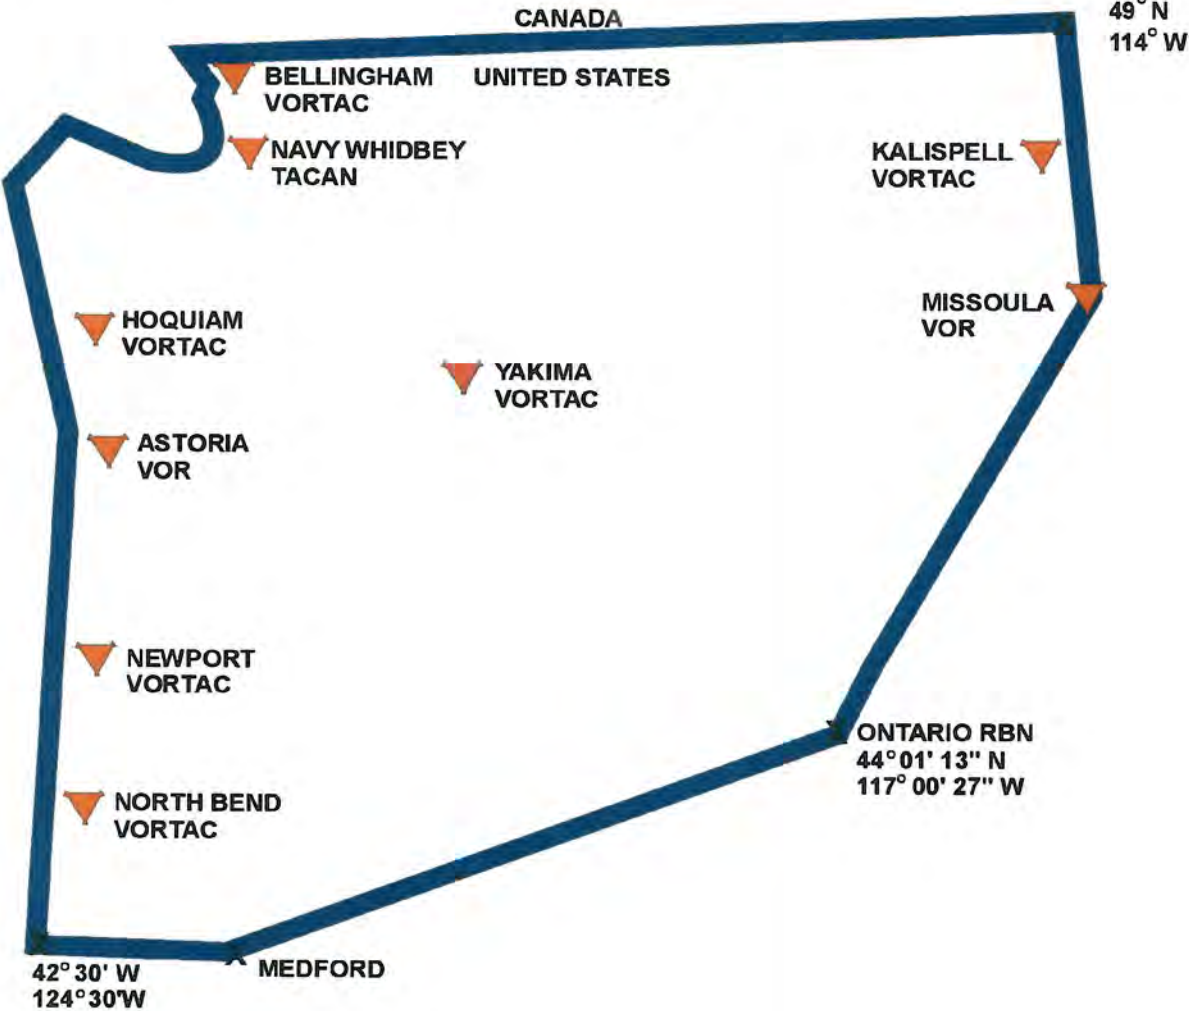 CANADA
49° N
114° W
BELLINGHAM
VORTAC
UNITED STATES
NAVY WHIDBEY
TACAN
KALISPELL
VORTAC
MISSOULA
VOR
HOQUIAM
VORTAC
YAKIMA
VORTAC
ASTORIA
VOR
NEWPORT
VORTAC
ONTARIO RBN
44° 01' 13" N
117° 00' 27" W
NORTH BEND
VORTAC
42° 30' W
124° 30'W
MEDFORD